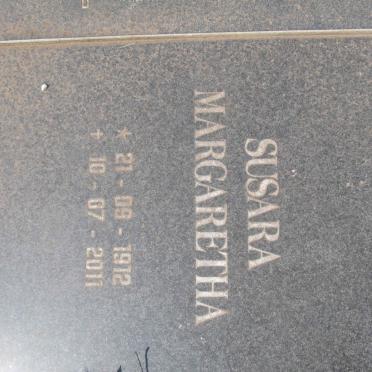 SUSARA
MARGARETHA
★ 21 - 09 - 1912
✝ 10 - 07 - 2011